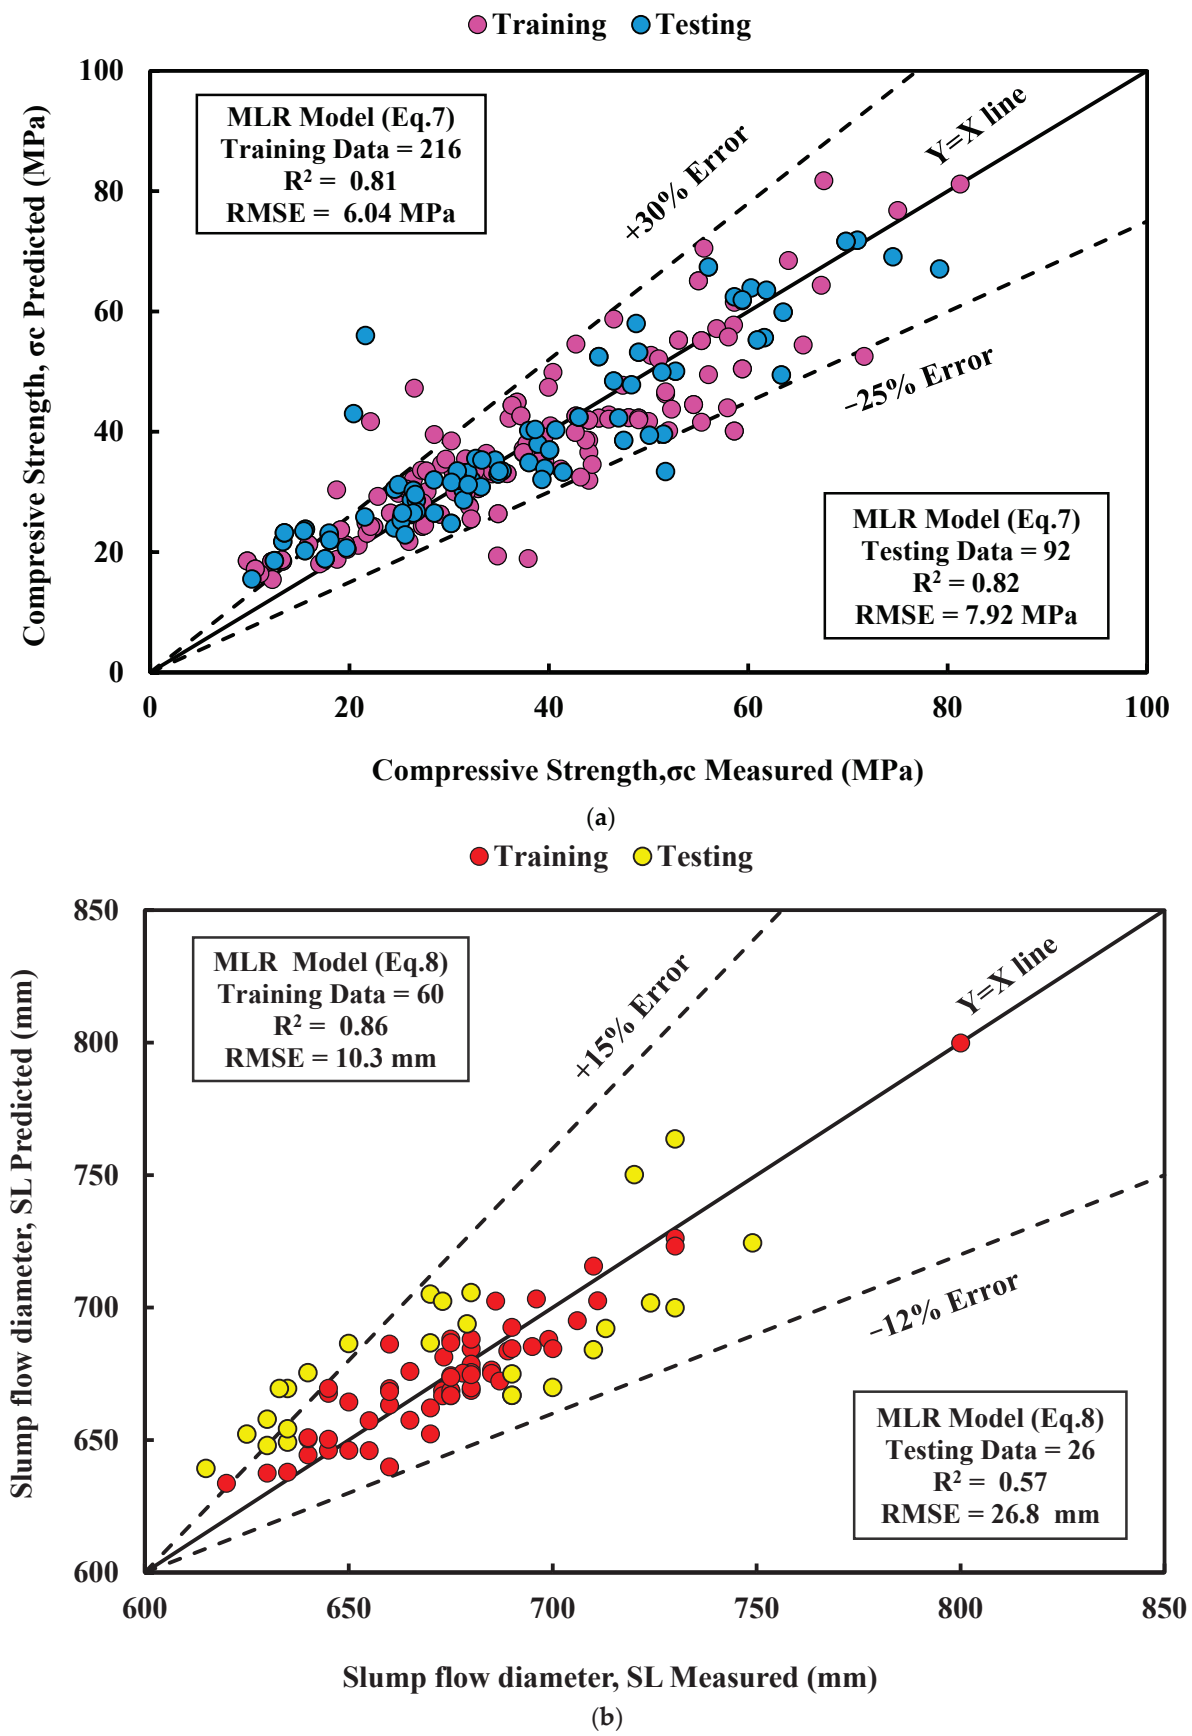 Training Testing
Compresive Strength, σc Predicted (MPa)
100
80
60
40
20
0
MLR Model (Eq.7)
Training Data = 216
R² = 0.81
RMSE = 6.04 MPa
+30% Error
Y=X line
−25% Error
MLR Model (Eq.7)
Testing Data = 92
R² = 0.82
RMSE = 7.92 MPa
0 20 40 60 80 100
Compressive Strength,σc Measured (MPa)
(a)
Training Testing
Slump flow diameter, SL Predicted (mm)
850
800
750
700
650
600
MLR Model (Eq.8)
Training Data = 60
R² = 0.86
RMSE = 10.3 mm
+15% Error
Y=X line
−12% Error
MLR Model (Eq.8)
Testing Data = 26
R² = 0.57
RMSE = 26.8 mm
600 650 700 750 800 850
Slump flow diameter, SL Measured (mm)
(b)